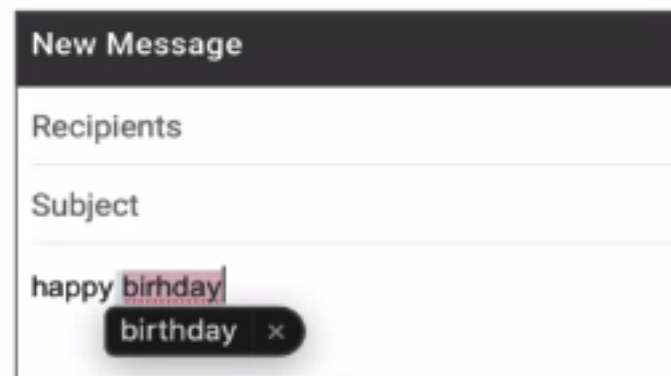 New Message
Recipients
Subject
happy birhday
birthday ×